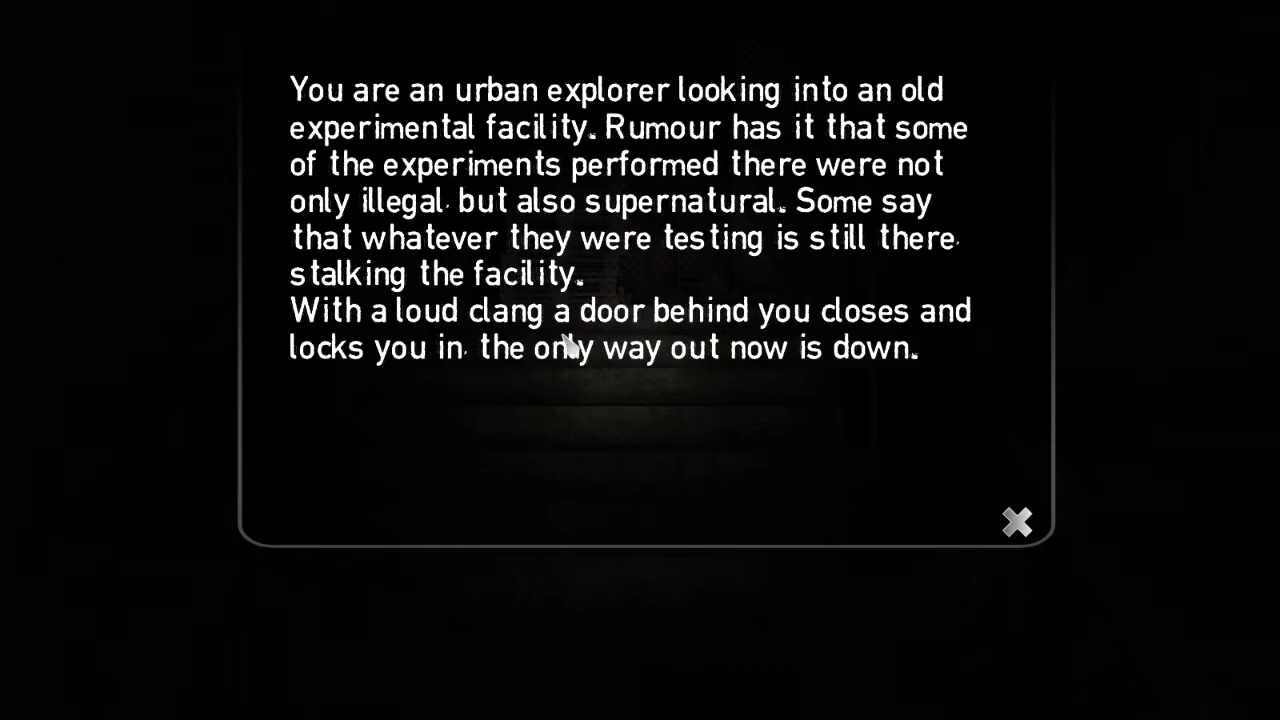 You are an urban explorer looking into an old
experimental facility. Rumour has it that some
of the experiments performed there were not
only illegal, but also supernatural. Some say
that whatever they were testing is still there,
stalking the facility.
With a loud clang a door behind you closes and
locks you in, the only way out now is down.